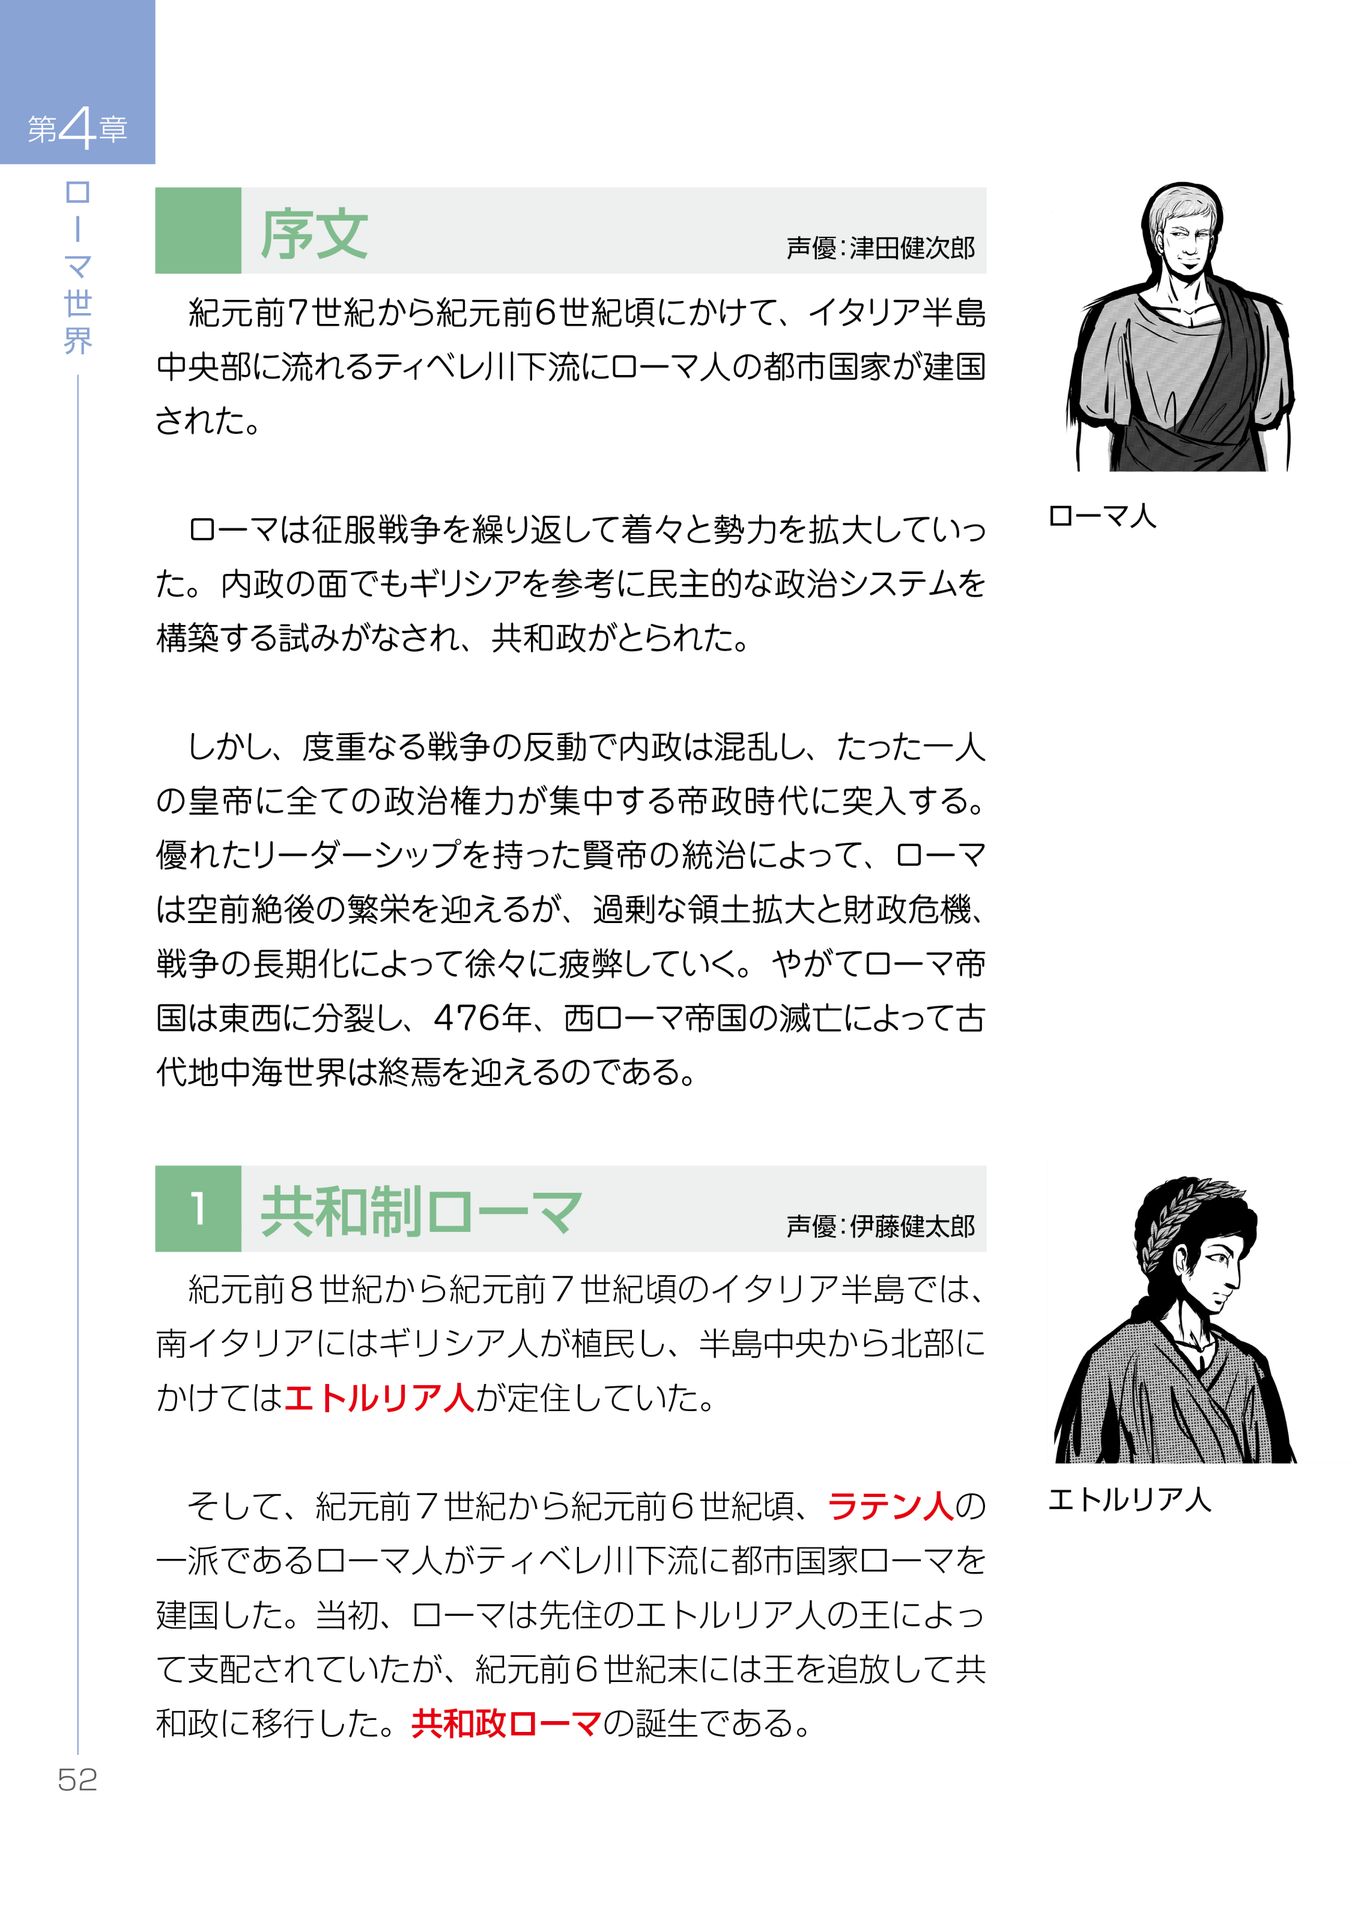 第4章
ローマ世界
序文
声優：津田健次郎
紀元前7世紀から紀元前6世紀頃にかけて、イタリア半島
中央部に流れるティベレ川下流にローマ人の都市国家が建国
された。
ローマは征服戦争を繰り返して着々と勢力を拡大していっ
た。内政の面でもギリシアを参考に民主的な政治システムを
構築する試みがなされ、共和政がとられた。
しかし、度重なる戦争の反動で内政は混乱し、たった一人
の皇帝に全ての政治権力が集中する帝政時代に突入する。
優れたリーダーシップを持った賢帝の統治によって、ローマ
は空前絶後の繁栄を迎えるが、過剰な領土拡大と財政危機、
戦争の長期化によって徐々に疲弊していく。やがてローマ帝
国は東西に分裂し、476年、西ローマ帝国の滅亡によって古
代地中海世界は終焉を迎えるのである。
ローマ人
1 共和制ローマ
声優：伊藤健太郎
紀元前８世紀から紀元前７世紀頃のイタリア半島では、
南イタリアにはギリシア人が植民し、半島中央から北部に
かけてはエトルリア人が定住していた。
そして、紀元前７世紀から紀元前６世紀頃、ラテン人の
一派であるローマ人がティベレ川下流に都市国家ローマを
建国した。当初、ローマは先住のエトルリア人の王によっ
て支配されていたが、紀元前６世紀末には王を追放して共
和政に移行した。共和政ローマの誕生である。
エトルリア人
52